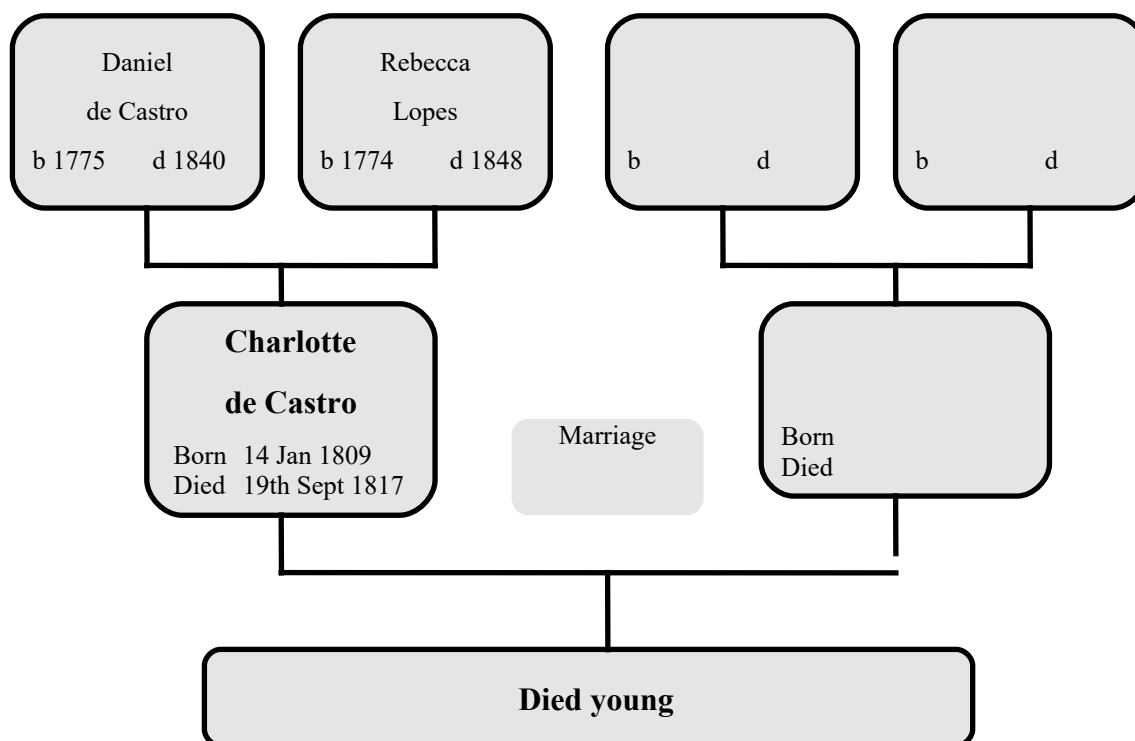 Daniel
de Castro
b 1775 d 1840
Rebecca
Lopes
b 1774 d 1848
b d
b d
Charlotte
de Castro
Born 14 Jan 1809
Died 19th Sept 1817
Marriage
Born
Died
Died young